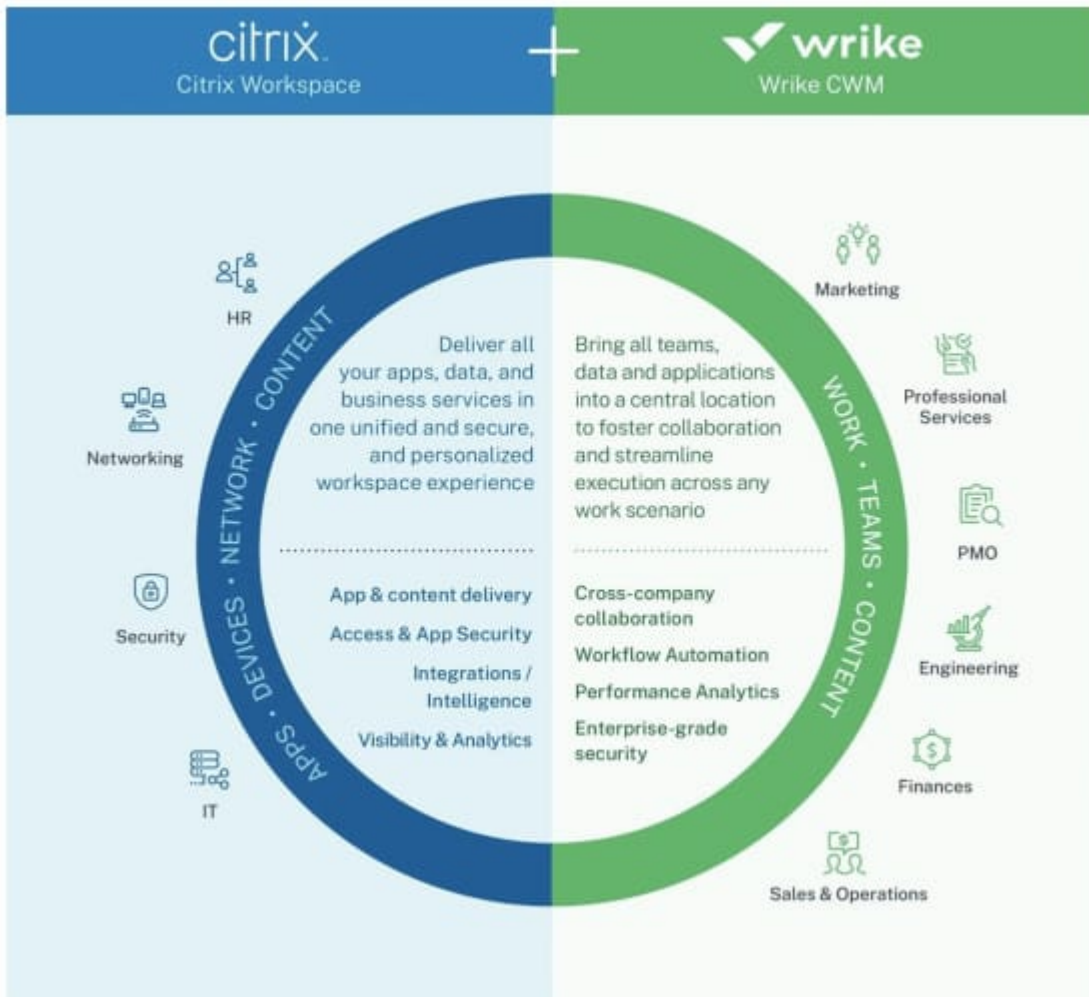 citrix
Citrix Workspace
+
wrike
Wrike CWM
HR
Networking
Security
IT
APPS • DEVICES • NETWORK • CONTENT
Deliver all
your apps, data, and
business services in
one unified and secure,
and personalized
workspace experience
App & content delivery
Access & App Security
Integrations /
Intelligence
Visibility & Analytics
Bring all teams,
data and applications
into a central location
to foster collaboration
and streamline
execution across any
work scenario
Cross-company
collaboration
Workflow Automation
Performance Analytics
Enterprise-grade
security
WORK • TEAMS • CONTENT
Marketing
Professional
Services
PMO
Engineering
Finances
Sales & Operations